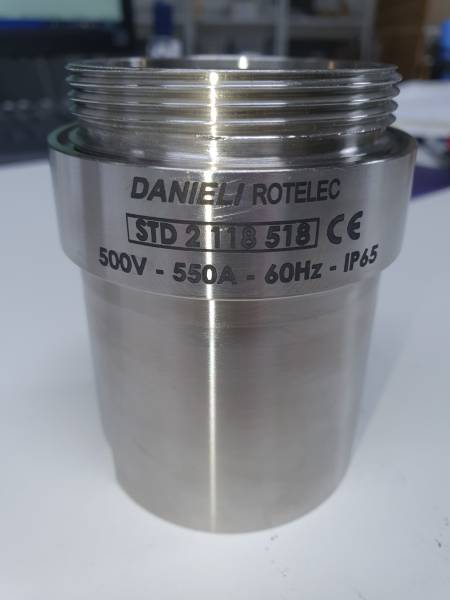 DANIELI ROTELEC
STD 2 118 518 CE
500V - 550A - 60Hz - IP65